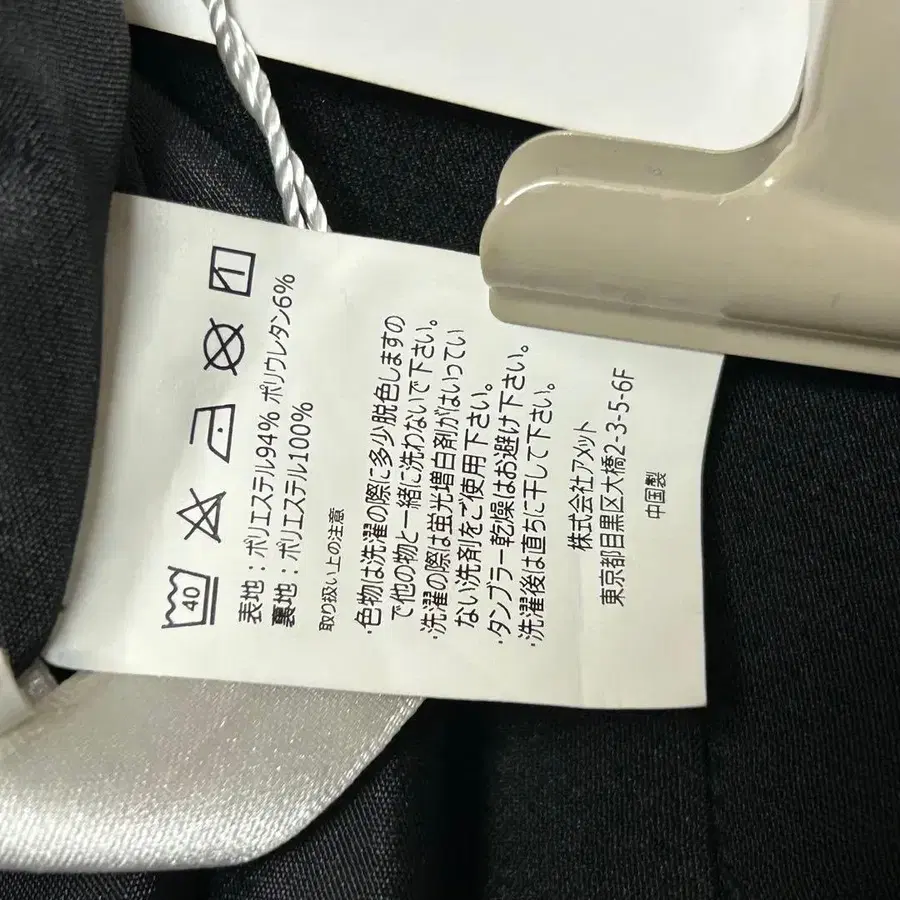 40
表地：ポリエステル94% ポリウレタン6%
裏地：ポリエステル100%
取り扱い上の注意
・色物は洗濯の際に多少脱色しますの
で他の物と一緒に洗わないで下さい。
・洗濯の際は蛍光増白剤がはいってい
ない洗剤をご使用下さい。
・タンブラー乾燥はお避け下さい。
・洗濯後は直ちに干して下さい。
株式会社アメット
東京都目黒区大橋2-3-5-6F
中国製